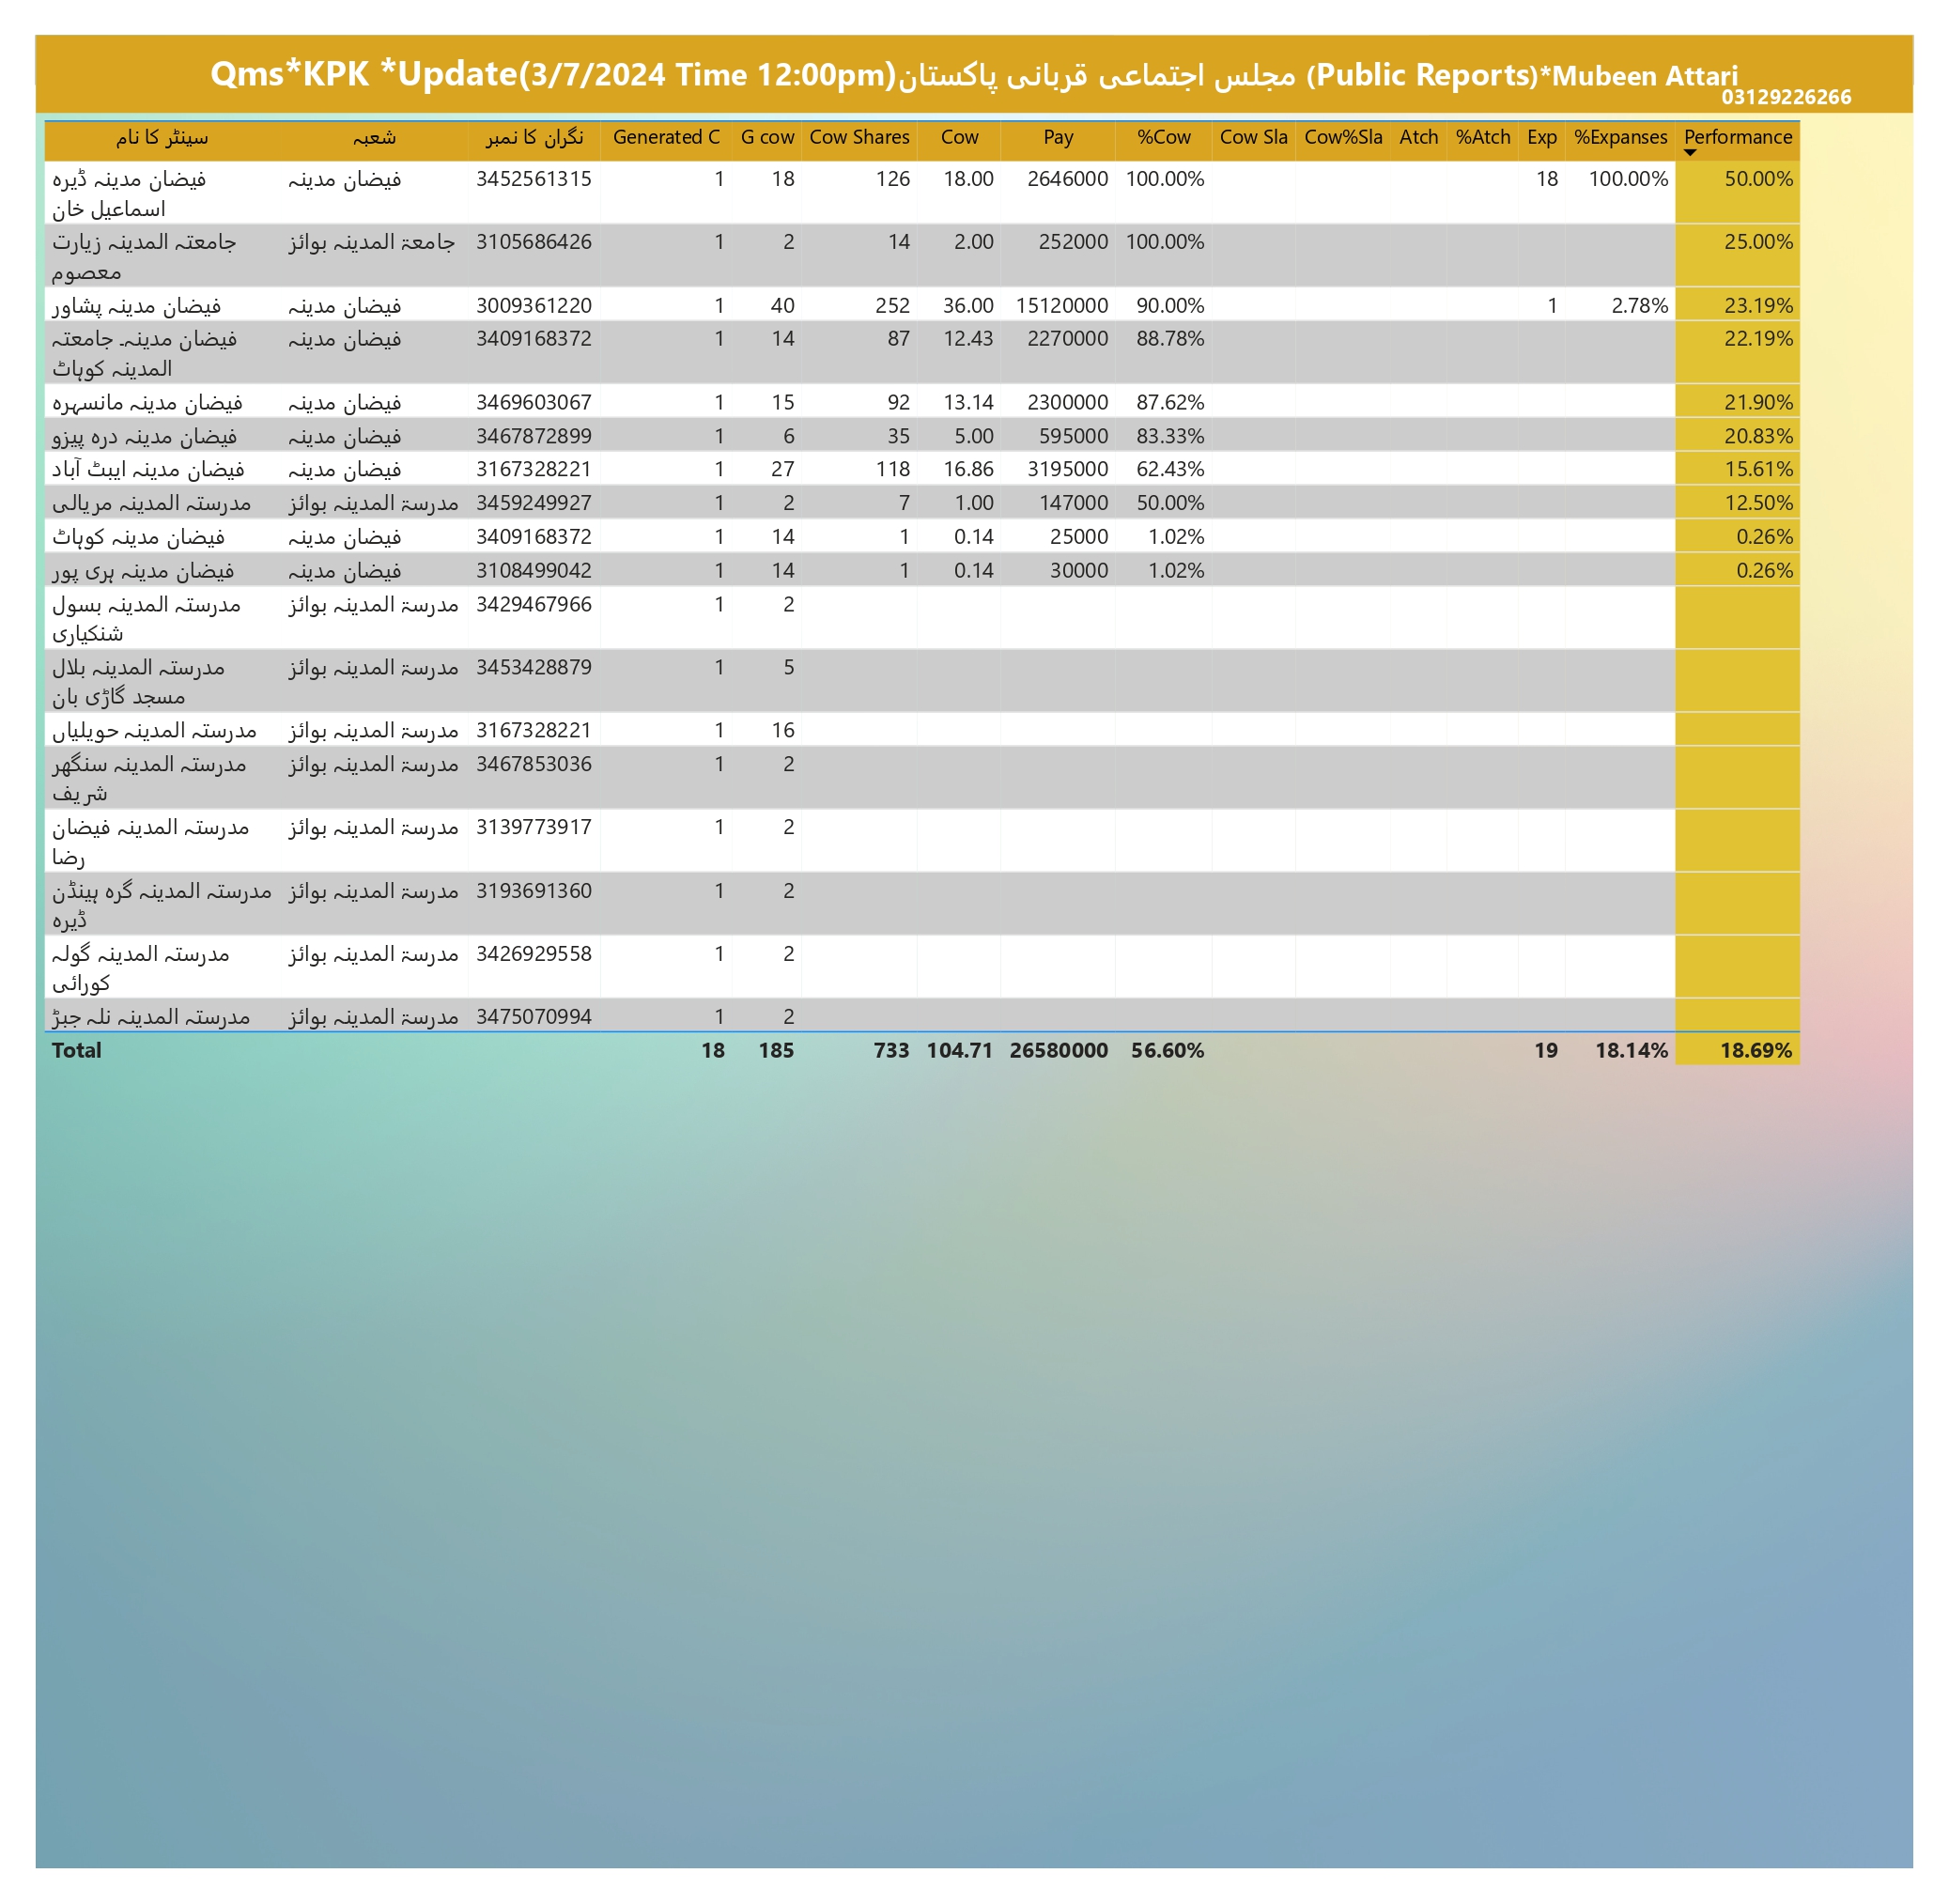 Qms*KPK *Update(3/7/2024 Time 12:00pm)مجلس اجتماعی قربانی پاکستان (Public Reports)*Mubeen Attari
03129226266
سینٹر کا نام شعبہ نگران کا نمبر Generated C G cow Cow Shares Cow Pay %Cow Cow Sla Cow%Sla Atch %Atch Exp %Expanses Performance
فیضان مدینہ ڈیرہ فیضان مدینہ 3452561315 1 18 126 18.00 2646000 100.00% 18 100.00% 50.00%
اسماعیل خان
جامعتہ المدینہ زیارت جامعۃ المدینہ بوائز 3105686426 1 2 14 2.00 252000 100.00% 25.00%
معصوم
فیضان مدینہ پشاور فیضان مدینہ 3009361220 1 40 252 36.00 15120000 90.00% 1 2.78% 23.19%
فیضان مدینہ۔ جامعتہ فیضان مدینہ 3409168372 1 14 87 12.43 2270000 88.78% 22.19%
المدینہ کوہاٹ
فیضان مدینہ مانسہرہ فیضان مدینہ 3469603067 1 15 92 13.14 2300000 87.62% 21.90%
فیضان مدینہ درہ پیزو فیضان مدینہ 3467872899 1 6 35 5.00 595000 83.33% 20.83%
فیضان مدینہ ایبٹ آباد فیضان مدینہ 3167328221 1 27 118 16.86 3195000 62.43% 15.61%
مدرستہ المدینہ مریالی مدرسۃ المدینہ بوائز 3459249927 1 2 7 1.00 147000 50.00% 12.50%
فیضان مدینہ کوہاٹ فیضان مدینہ 3409168372 1 14 1 0.14 25000 1.02% 0.26%
فیضان مدینہ ہری پور فیضان مدینہ 3108499042 1 14 1 0.14 30000 1.02% 0.26%
مدرستہ المدینہ بسول مدرسۃ المدینہ بوائز 3429467966 1 2
شنکیاری
مدرستہ المدینہ بلال مدرسۃ المدینہ بوائز 3453428879 1 5
مسجد گاڑی بان
مدرستہ المدینہ حویلیاں مدرسۃ المدینہ بوائز 3167328221 1 16
مدرستہ المدینہ سنگھر مدرسۃ المدینہ بوائز 3467853036 1 2
شریف
مدرستہ المدینہ فیضان مدرسۃ المدینہ بوائز 3139773917 1 2
رضا
مدرستہ المدینہ گرہ ہینڈن مدرسۃ المدینہ بوائز 3193691360 1 2
ڈیرہ
مدرستہ المدینہ گولہ مدرسۃ المدینہ بوائز 3426929558 1 2
کورائی
مدرستہ المدینہ نلہ جبڑ مدرسۃ المدینہ بوائز 3475070994 1 2
Total 18 185 733 104.71 26580000 56.60% 19 18.14% 18.69%